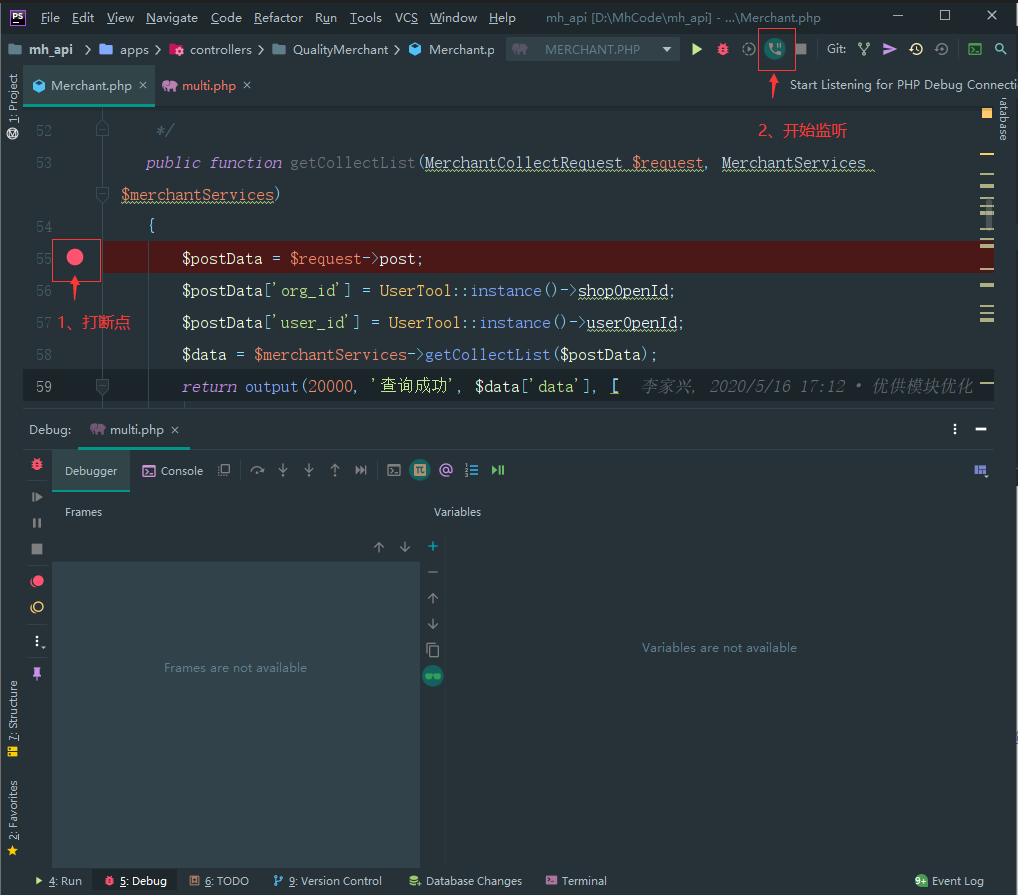 PS File Edit View Navigate Code Refactor Run Tools VCS Window Help mh_api [D:\MhCode\mh_api] - ...\Merchant.php
mh_api apps controllers QualityMerchant Merchant.p MERCHANT.PHP Git:
Merchant.php multi.php
Start Listening for PHP Debug Connecti
1: Project
atabase
52 */
2、开始监听
53 public function getCollectList(MerchantCollectRequest $request, MerchantServices
$merchantServices)
54 {
55 $postData = $request->post;
56 $postData['org_id'] = UserTool::instance()->shopOpenId;
57 $postData['user_id'] = UserTool::instance()->userOpenId;
1、打断点
58 $data = $merchantServices->getCollectList($postData);
59 return output(20000, '查询成功', $data['data'], [ 李家兴, 2020/5/16 17:12 • 优供模块优化
Debug: multi.php
Debugger Console
Frames Variables
Frames are not available
Variables are not available
7: Structure
2: Favorites
4: Run 5: Debug 6: TODO 9: Version Control Database Changes Terminal 9+ Event Log